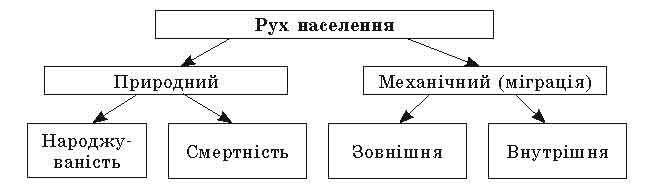 Рух населення
Природний
Механічний (міграція)
Народжу-
ваність
Смертність
Зовнішня
Внутрішня